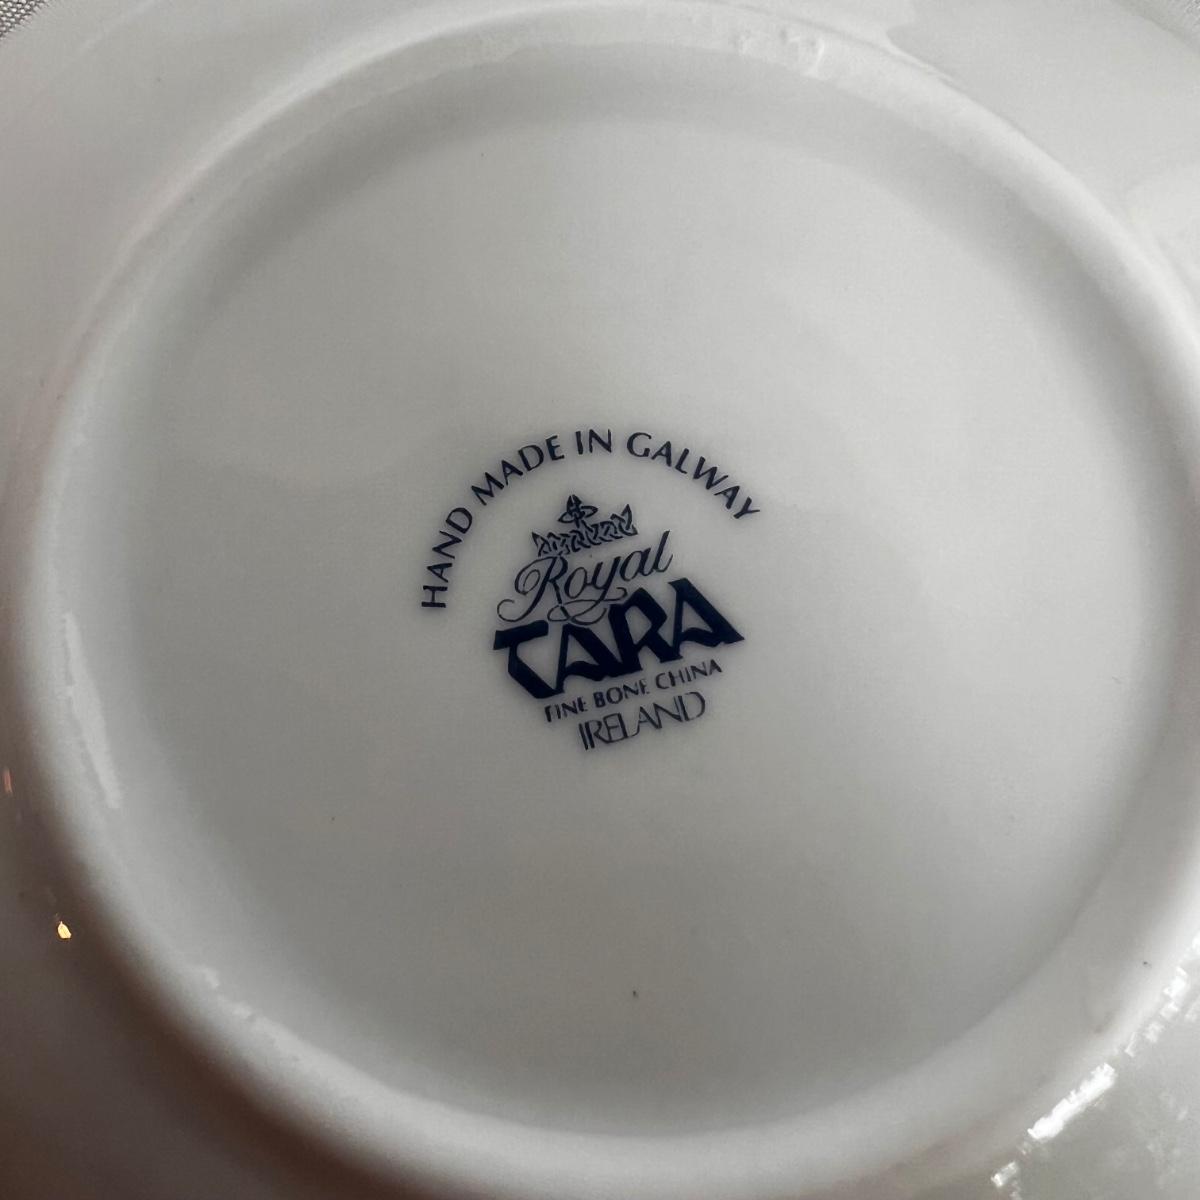 HAND MADE IN GALWAY
Royal
TARA
FINE BONE CHINA
IRELAND